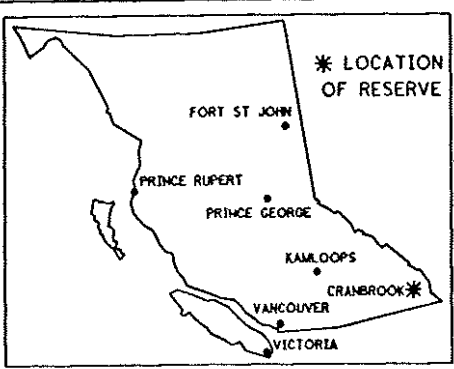 ✳ LOCATION
OF RESERVE
FORT ST JOHN
PRINCE RUPERT
PRINCE GEORGE
KAMLOOPS
CRANBROOK
VANCOUVER
VICTORIA